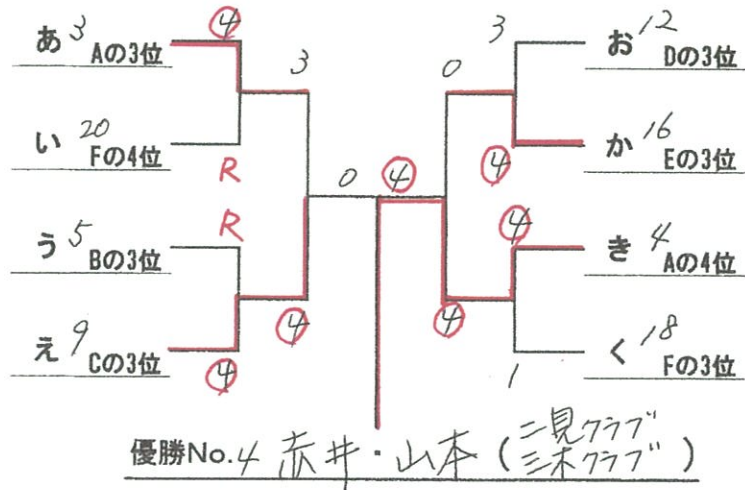 ④
あ 3 Aの3位
3
0
3
お 12 Dの3位
い 20 Fの4位
R
0
④
④
か 16 Eの3位
R
④
う 5 Bの3位
き 4 Aの4位
④
④
え 9 Cの3位
④
1
く 18 Fの3位
優勝No.4 赤井・山本(二見クラブ
三木クラブ)